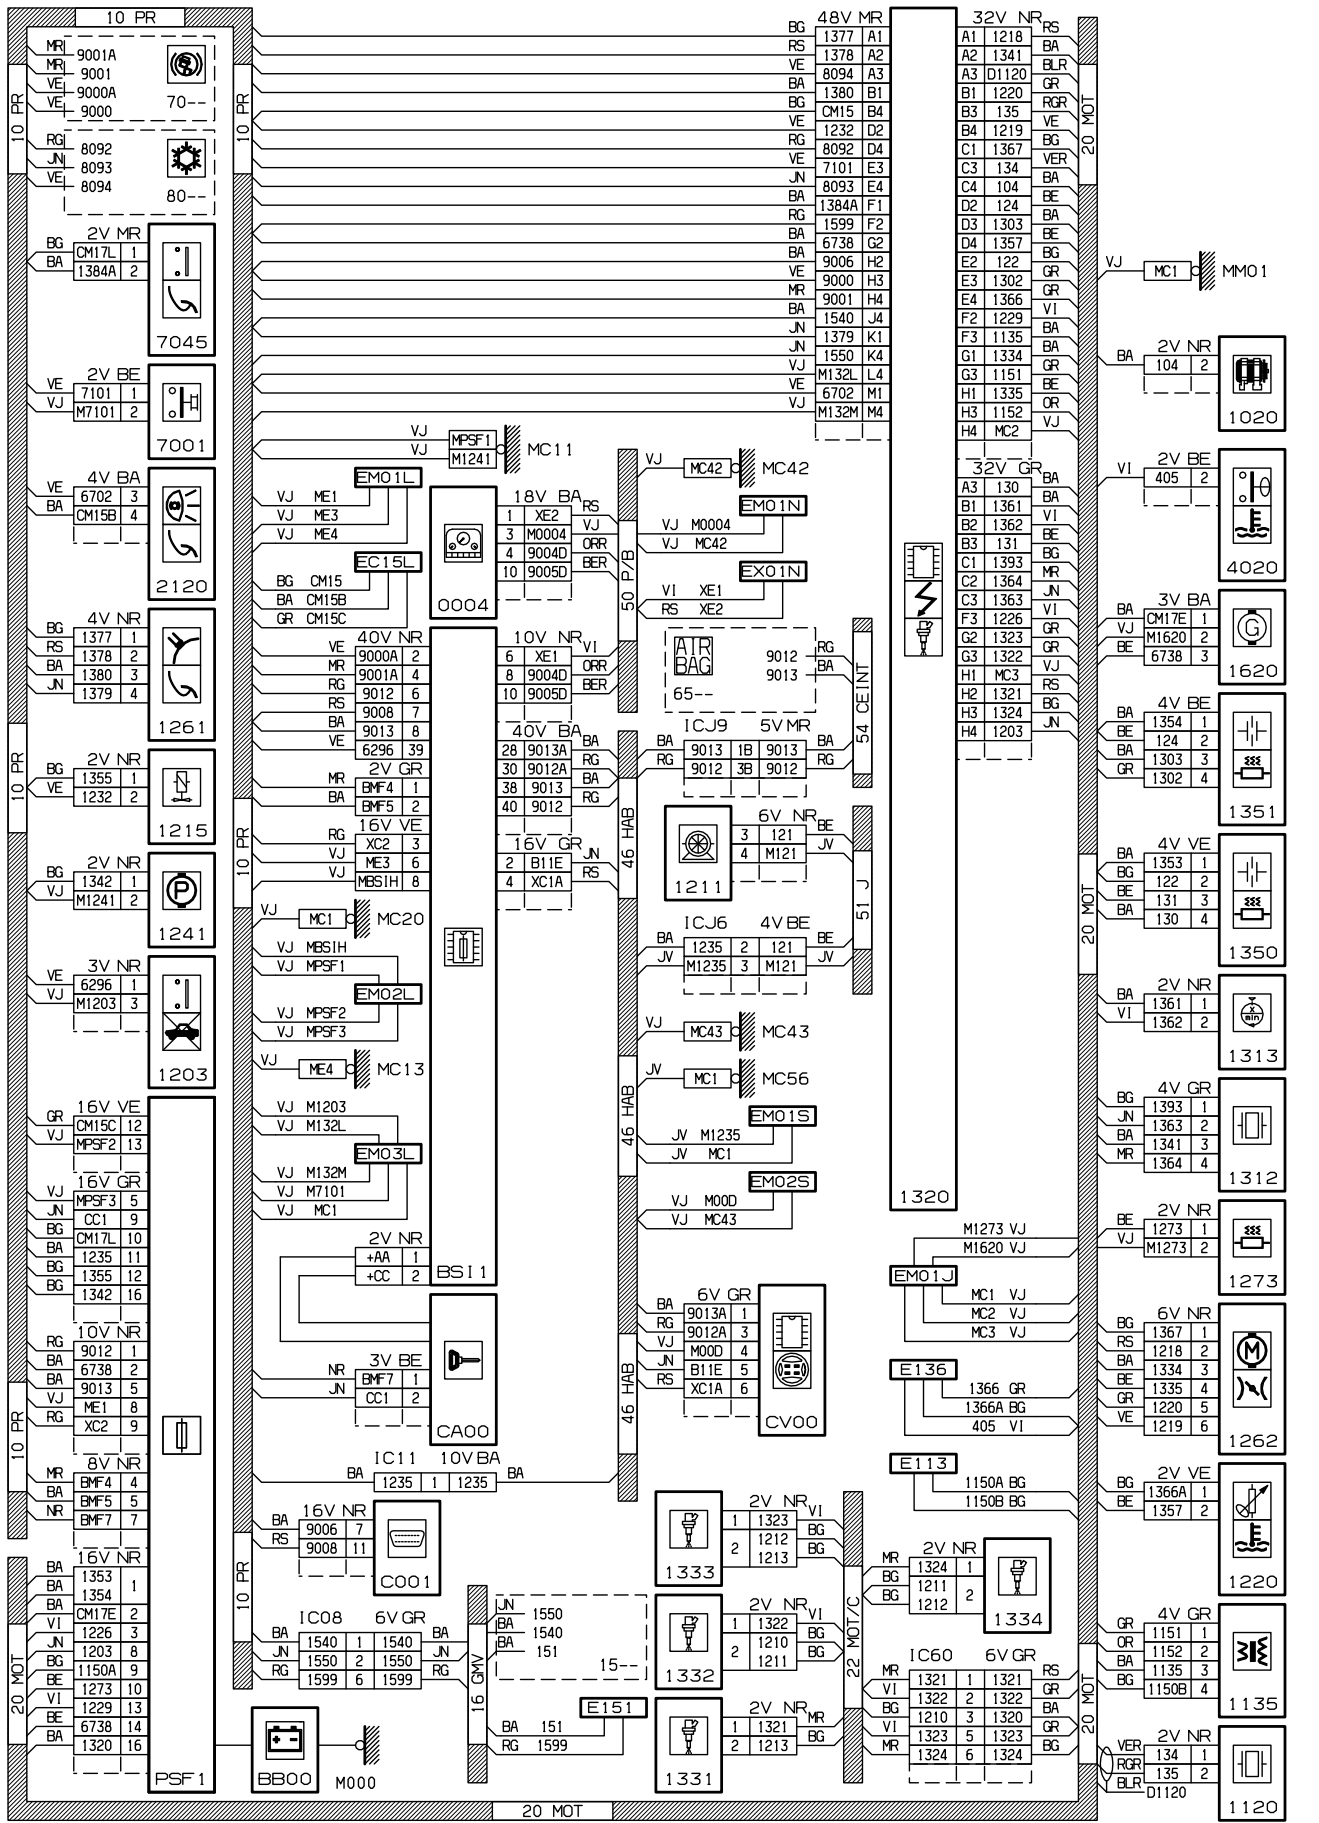 10 PR
10 PR
10 PR
MR 9001A
MR 9001
VE 9000A
VE 9000
70--
RG 8092
JN 8093
VE 8094
80--
2V MR
BG CM17L 1
BA 1384A 2
7045
2V BE
VE 7101 1
VJ M7101 2
7001
4V BA
VE 6702 3
BA CM15B 4
2120
4V NR
BG 1377 1
RS 1378 2
BA 1380 3
JN 1379 4
1261
10 PR
2V NR
BG 1355 1
VE 1232 2
1215
10 PR
2V NR
BG 1342 1
VJ M1241 2
1241
3V NR
VE 6296 1
VJ M1203 3
1203
16V VE
GR CM15C 12
VJ MPSF2 13
16V GR
VJ MPSF3 5
JN CC1 9
BG CM17L 10
BA 1235 11
BG 1355 12
BG 1342 16
10V NR
RG 9012 1
BA 6738 2
BA 9013 5
VJ ME1 8
RG XC2 9
10 PR
8V NR
MR BMF4 4
BA BMF5 5
NR BMF7 7
16V NR
BA 1353 1
BA 1354
BA CM17E 2
VI 1226 3
JN 1203 8
BG 1150A 9
BE 1273 10
VI 1229 13
BE 6738 14
BA 1320 16
20 MOT
PSF1
10 PR
48V MR
BG 1377 A1
RS 1378 A2
VE 8094 A3
BA 1380 B1
BG CM15 B4
VE 1232 D2
RG 8092 D4
VE 7101 E3
JN 8093 E4
BA 1384A F1
RG 1599 F2
BA 6738 G2
BA 9006 H2
VE 9000 H3
MR 9001 H4
BA 1540 J4
JN 1379 K1
JN 1550 K4
VJ M132L L4
VE 6702 M1
VJ M132M M4
32V NR
A1 1218 RS
A2 1341 BA
A3 D1120 BLR
B1 1220 GR
B3 135 RGR
B4 1219 VE
C1 1367 BG
C3 134 VER
C4 104 BA
D2 124 BE
D3 1303 BA
D4 1357 BE
E2 122 BG
E3 1302 GR
E4 1366 GR
F2 1229 VI
F3 1135 BA
G1 1334 BA
G3 1151 GR
H1 1335 BE
H3 1152 OR
H4 MC2 VJ
32V GR
A3 130 BA
B1 1361 BA
B2 1362 VI
B3 131 BE
C1 1393 BG
C2 1364 MR
C3 1363 JN
F3 1226 VI
G2 1323 GR
G3 1322 GR
H1 MC3 VJ
H2 1321 RS
H3 1324 BG
H4 1203 JN
1320
VJ MPSF1
VJ M1241
MC11
EM01L
VJ ME1
VJ ME3
VJ ME4
EC15L
BG CM15
BA CM15B
GR CM15C
18V BA
1 XE2 RS
3 M0004 VJ
4 9004D ORR
10 9005D BER
0004
50 P/B
VJ MC42
MC42
EM01N
VJ M0004
VJ MC42
EX01N
VI XE1
RS XE2
40V NR
VE 9000A 2
MR 9001A 4
RG 9012 6
RS 9008 7
BA 9013 8
VE 6296 39
2V GR
MR BMF4 1
BA BMF5 2
16V VE
RG XC2 3
VJ ME3 6
VJ MBSIH 8
10V NR
6 XE1 VI
8 9004D ORR
10 9005D BER
40V BA
28 9013A BA
30 9012A RG
38 9013 BA
40 9012 RG
16V GR
2 B11E JN
4 XC1A RS
AIR
BAG
9012 RG
9013 BA
65--
54 CEINT
ICJ9 5V MR
BA 9013 1B 9013 BA
RG 9012 3B 9012 RG
46 HAB
6V NR
3 121 BE
4 M121 JV
1211
51 J
ICJ6 4V BE
BA 1235 2 121 BE
JV M1235 3 M121 JV
VJ MC1
MC20
VJ MBSIH
VJ MPSF1
EM02L
VJ MPSF2
VJ MPSF3
VJ ME4
MC13
VJ M1203
VJ M132L
EM03L
VJ M132M
VJ M7101
VJ MC1
VJ MC43
MC43
JV MC1
MC56
46 HAB
EM01S
JV M1235
JV MC1
EM02S
VJ M00D
VJ MC43
2V NR
+AA 1
+CC 2
BSI1
3V BE
NR BMF7 1
JN CC1 2
CA00
6V GR
BA 9013A 1
RG 9012A 3
VJ M00D 4
JN B11E 5
RS XC1A 6
CV00
46 HAB
IC11 10V BA
BA 1235 1 1235 BA
16V NR
BA 9006 7
RS 9008 11
C001
IC08 6V GR
BA 1540 1 1540 BA
JN 1550 2 1550 JN
RG 1599 6 1599 RG
16 GMV
JN 1550
BA 1540
BA 151
15--
E151
BA 151
RG 1599
BB00
M000
2V NR
1 1323 VI
2 1212 BG
1213 BG
1333
2V NR
1 1322 VI
2 1210 BG
1211 BG
1332
2V NR
1 1321 MR
2 1213 BG
1331
22 MOT/C
2V NR
MR 1324 1
BG 1211 2
BG 1212
1334
IC60 6V GR
MR 1321 1 1321 RS
VI 1322 2 1322 GR
BG 1210 3 1320 BA
VI 1323 5 1323 GR
MR 1324 6 1324 BG
M1273 VJ
M1620 VJ
EM01J
MC1 VJ
MC2 VJ
MC3 VJ
E136
1366 GR
1366A BG
405 VI
E113
1150A BG
1150B BG
20 MOT
20 MOT
20 MOT
20 MOT
VJ MC1
MM01
2V NR
BA 104 2
1020
2V BE
VI 405 2
4020
3V BA
BA CM17E 1
VJ M1620 2
BE 6738 3
G
1620
4V BE
BA 1354 1
BE 124 2
BA 1303 3
GR 1302 4
1351
4V VE
BA 1353 1
BG 122 2
BE 131 3
BA 130 4
1350
2V NR
BA 1361 1
VI 1362 2
x
min
1313
4V GR
BG 1393 1
JN 1363 2
BA 1341 3
MR 1364 4
1312
2V NR
BE 1273 1
VJ M1273 2
1273
6V NR
BG 1367 1
RS 1218 2
BA 1334 3
BE 1335 4
GR 1220 5
VE 1219 6
M
1262
2V VE
BG 1366A 1
BE 1357 2
1220
4V GR
GR 1151 1
OR 1152 2
BA 1135 3
BG 1150B 4
1135
2V NR
VER 134 1
RGR 135 2
BLR D1120
1120
P
10 PR